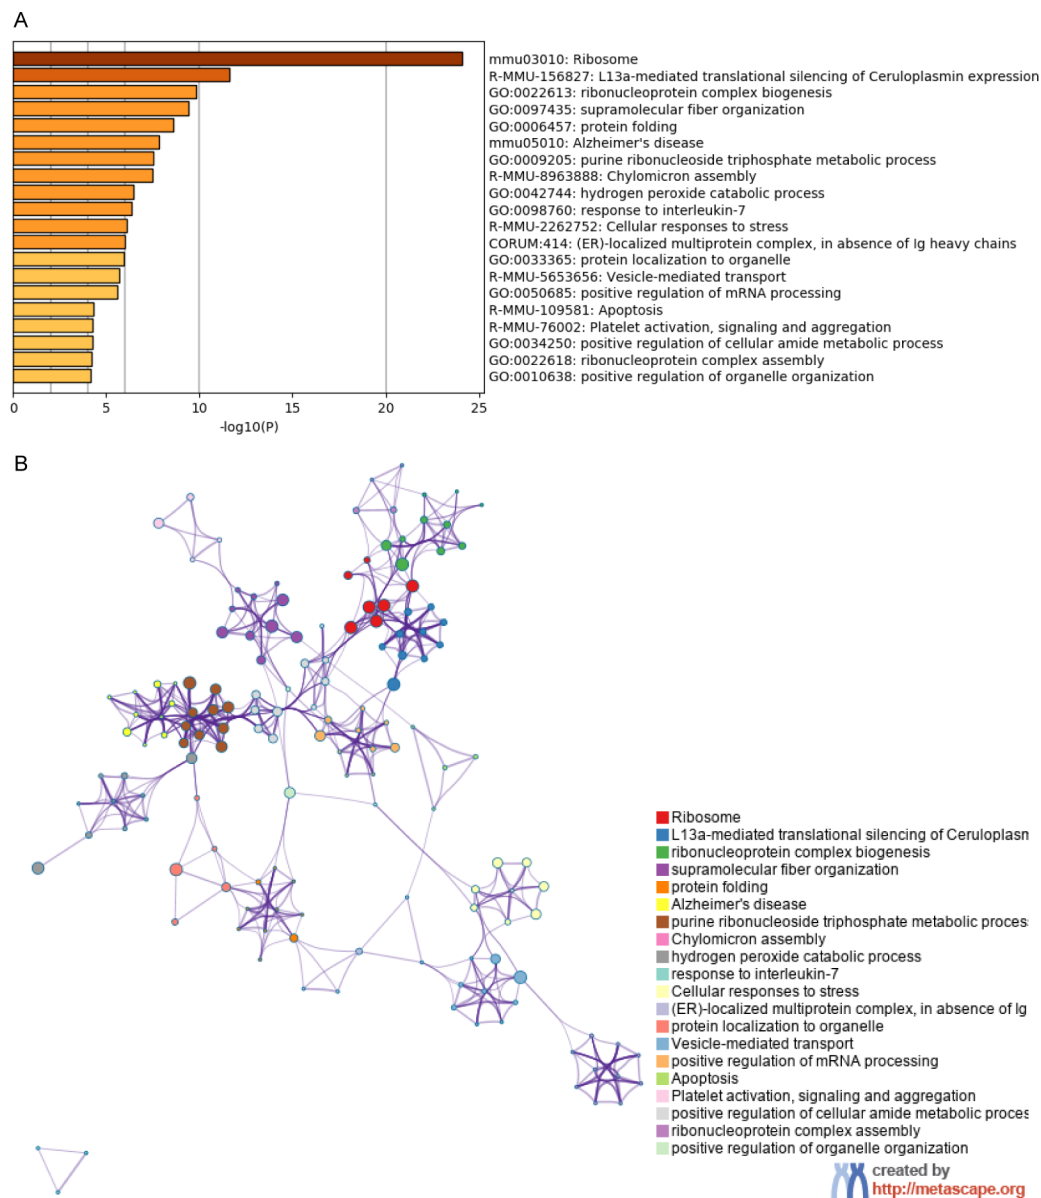 A
mmu03010: Ribosome
R-MMU-156827: L13a-mediated translational silencing of Ceruloplasmin expression
GO:0022613: ribonucleoprotein complex biogenesis
GO:0097435: supramolecular fiber organization
GO:0006457: protein folding
mmu05010: Alzheimer's disease
GO:0009205: purine ribonucleoside triphosphate metabolic process
R-MMU-8963888: Chylomicron assembly
GO:0042744: hydrogen peroxide catabolic process
GO:0098760: response to interleukin-7
R-MMU-2262752: Cellular responses to stress
CORUM:414: (ER)-localized multiprotein complex, in absence of Ig heavy chains
GO:0033365: protein localization to organelle
R-MMU-5653656: Vesicle-mediated transport
GO:0050685: positive regulation of mRNA processing
R-MMU-109581: Apoptosis
R-MMU-76002: Platelet activation, signaling and aggregation
GO:0034250: positive regulation of cellular amide metabolic process
GO:0022618: ribonucleoprotein complex assembly
GO:0010638: positive regulation of organelle organization
0 5 10 15 20 25
-log10(P)
B
Ribosome
L13a-mediated translational silencing of Ceruloplasm
ribonucleoprotein complex biogenesis
supramolecular fiber organization
protein folding
Alzheimer's disease
purine ribonucleoside triphosphate metabolic proces
Chylomicron assembly
hydrogen peroxide catabolic process
response to interleukin-7
Cellular responses to stress
(ER)-localized multiprotein complex, in absence of Ig
protein localization to organelle
Vesicle-mediated transport
positive regulation of mRNA processing
Apoptosis
Platelet activation, signaling and aggregation
positive regulation of cellular amide metabolic proces
ribonucleoprotein complex assembly
positive regulation of organelle organization
created by
http://metascape.org